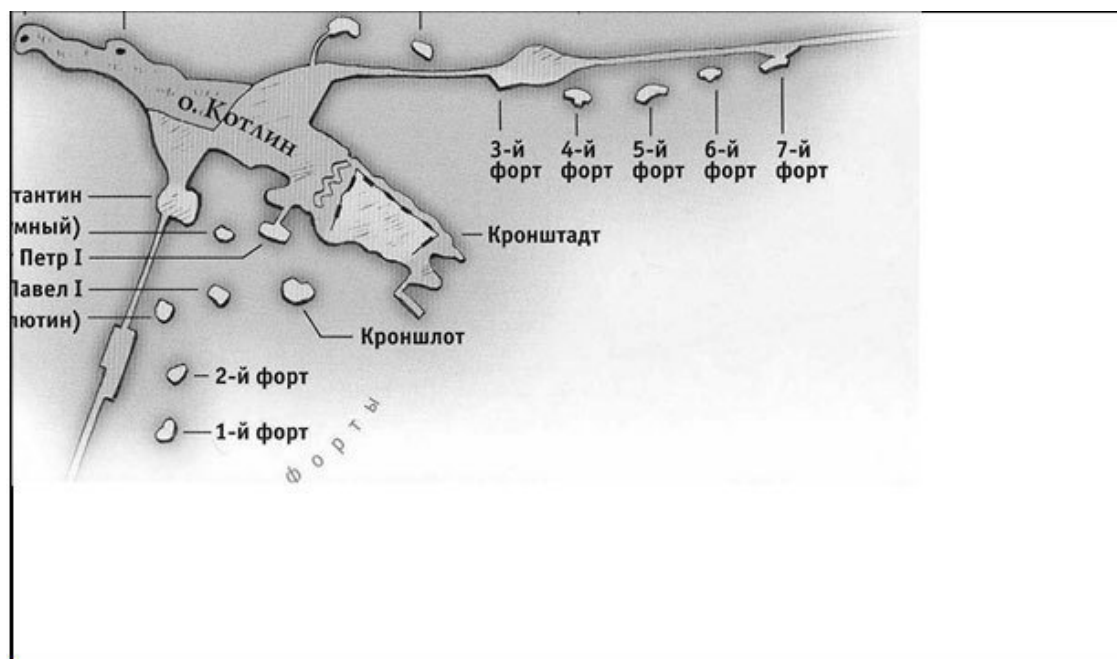 о. Котлин
3-й
форт
4-й
форт
5-й
форт
6-й
форт
7-й
форт
тантин
мный)
Петр I
Кронштадт
Павел I
лютин)
Кроншлот
2-й форт
1-й форт
форты